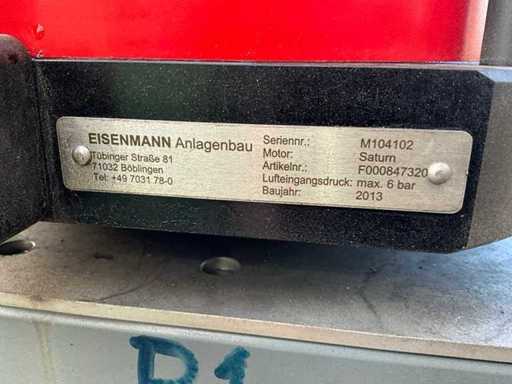 EISENMANN Anlagenbau
Tübinger Straße 81
71032 Böblingen
Tel: +49 7031 78-0
Seriennr.: M104102
Motor: Saturn
Artikelnr.: F000847320
Lufteingangsdruck: max. 6 bar
Baujahr: 2013